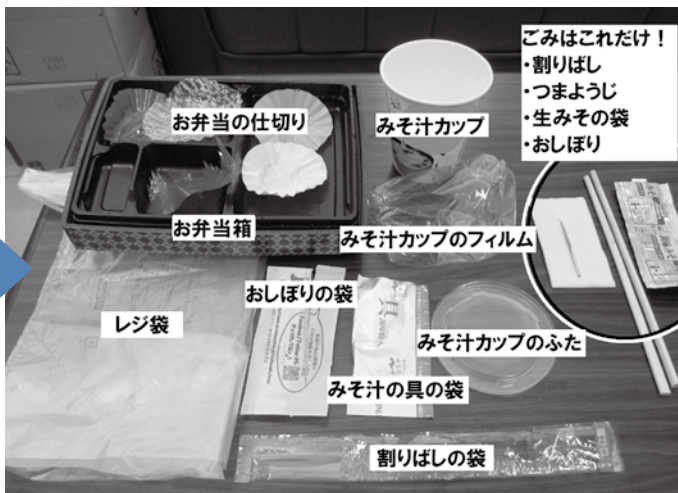 ごみはこれだけ！
・割りばし
・つまようじ
・生みその袋
・おしぼり
お弁当の仕切り
みそ汁カップ
お弁当箱
みそ汁カップのフィルム
おしぼりの袋
レジ袋
みそ汁カップのふた
みそ汁の具の袋
割りばしの袋